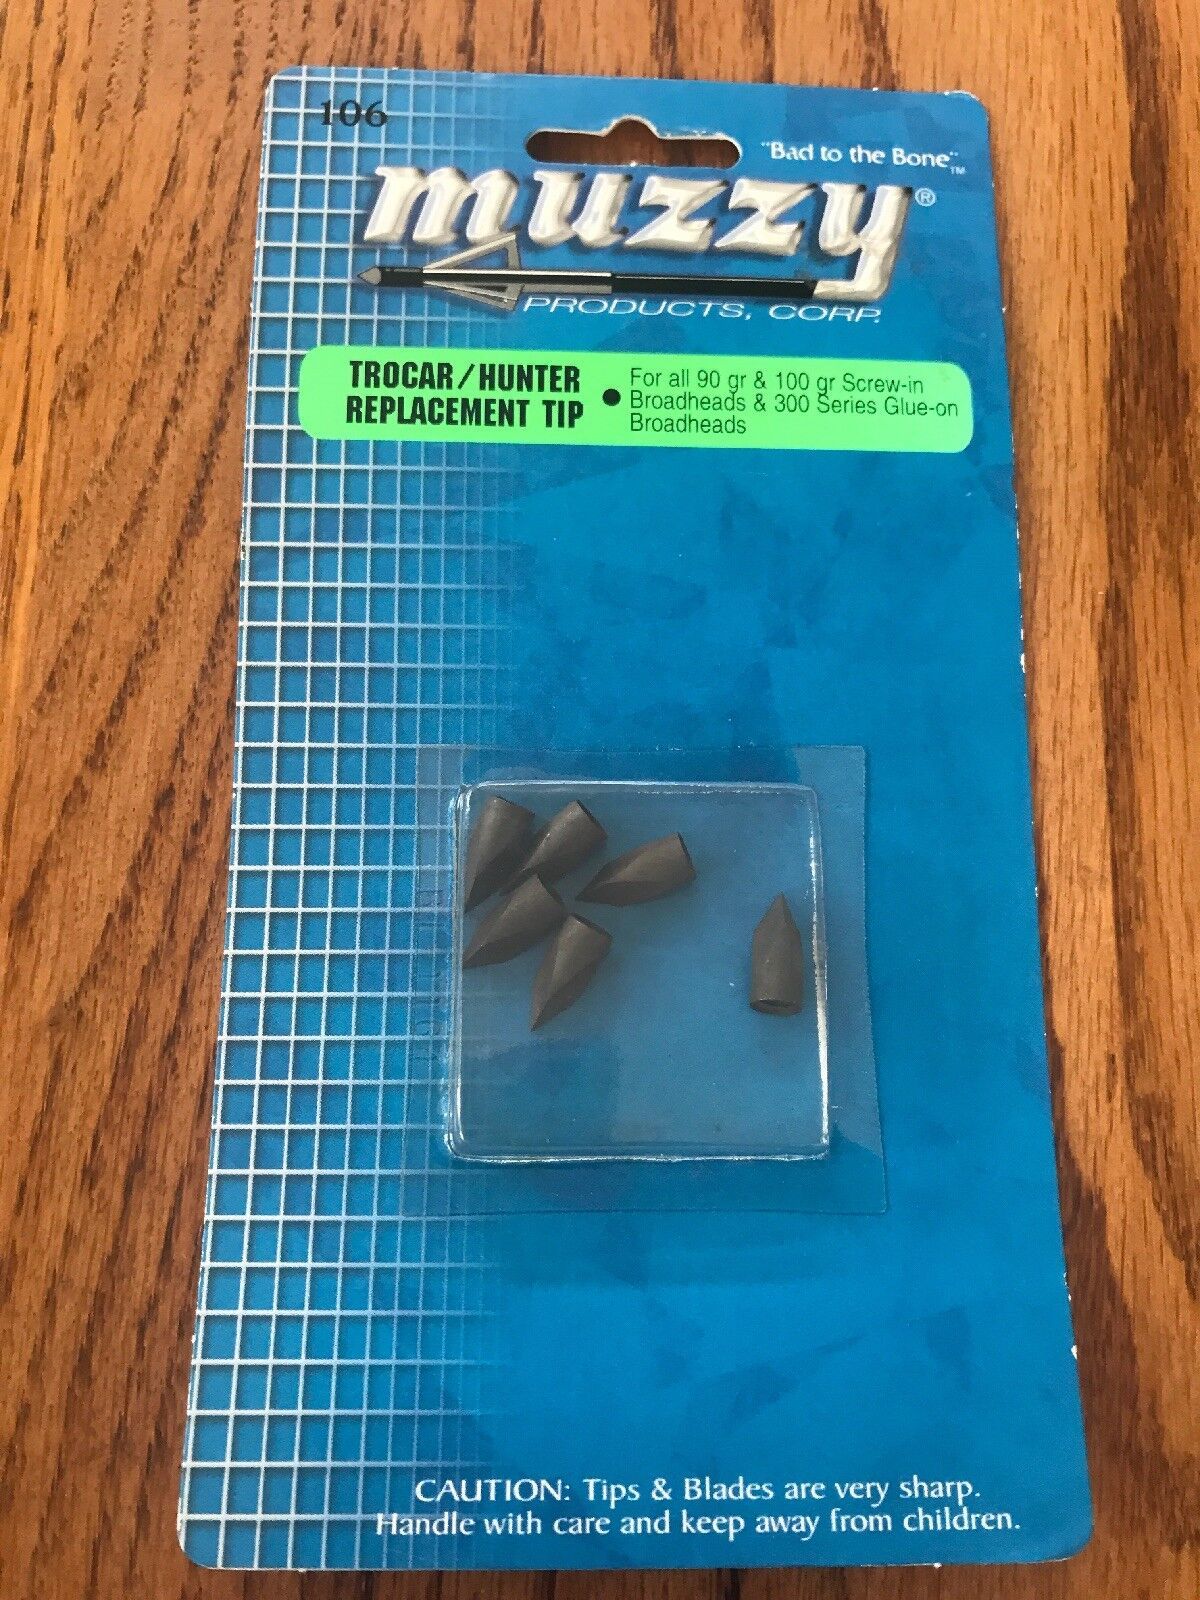 106
"Bad to the Bone"™
muzzy®
PRODUCTS, CORP.
TROCAR/HUNTER
REPLACEMENT TIP
• For all 90 gr & 100 gr Screw-in
Broadheads & 300 Series Glue-on
Broadheads
CAUTION: Tips & Blades are very sharp.
Handle with care and keep away from children.